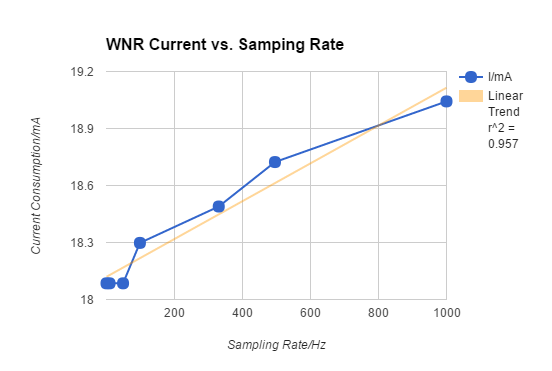 WNR Current vs. Samping Rate
19.2
18.9
18.6
18.3
18
Current Consumption/mA
200 400 600 800 1000
Sampling Rate/Hz
I/mA
Linear
Trend
r^2 =
0.957